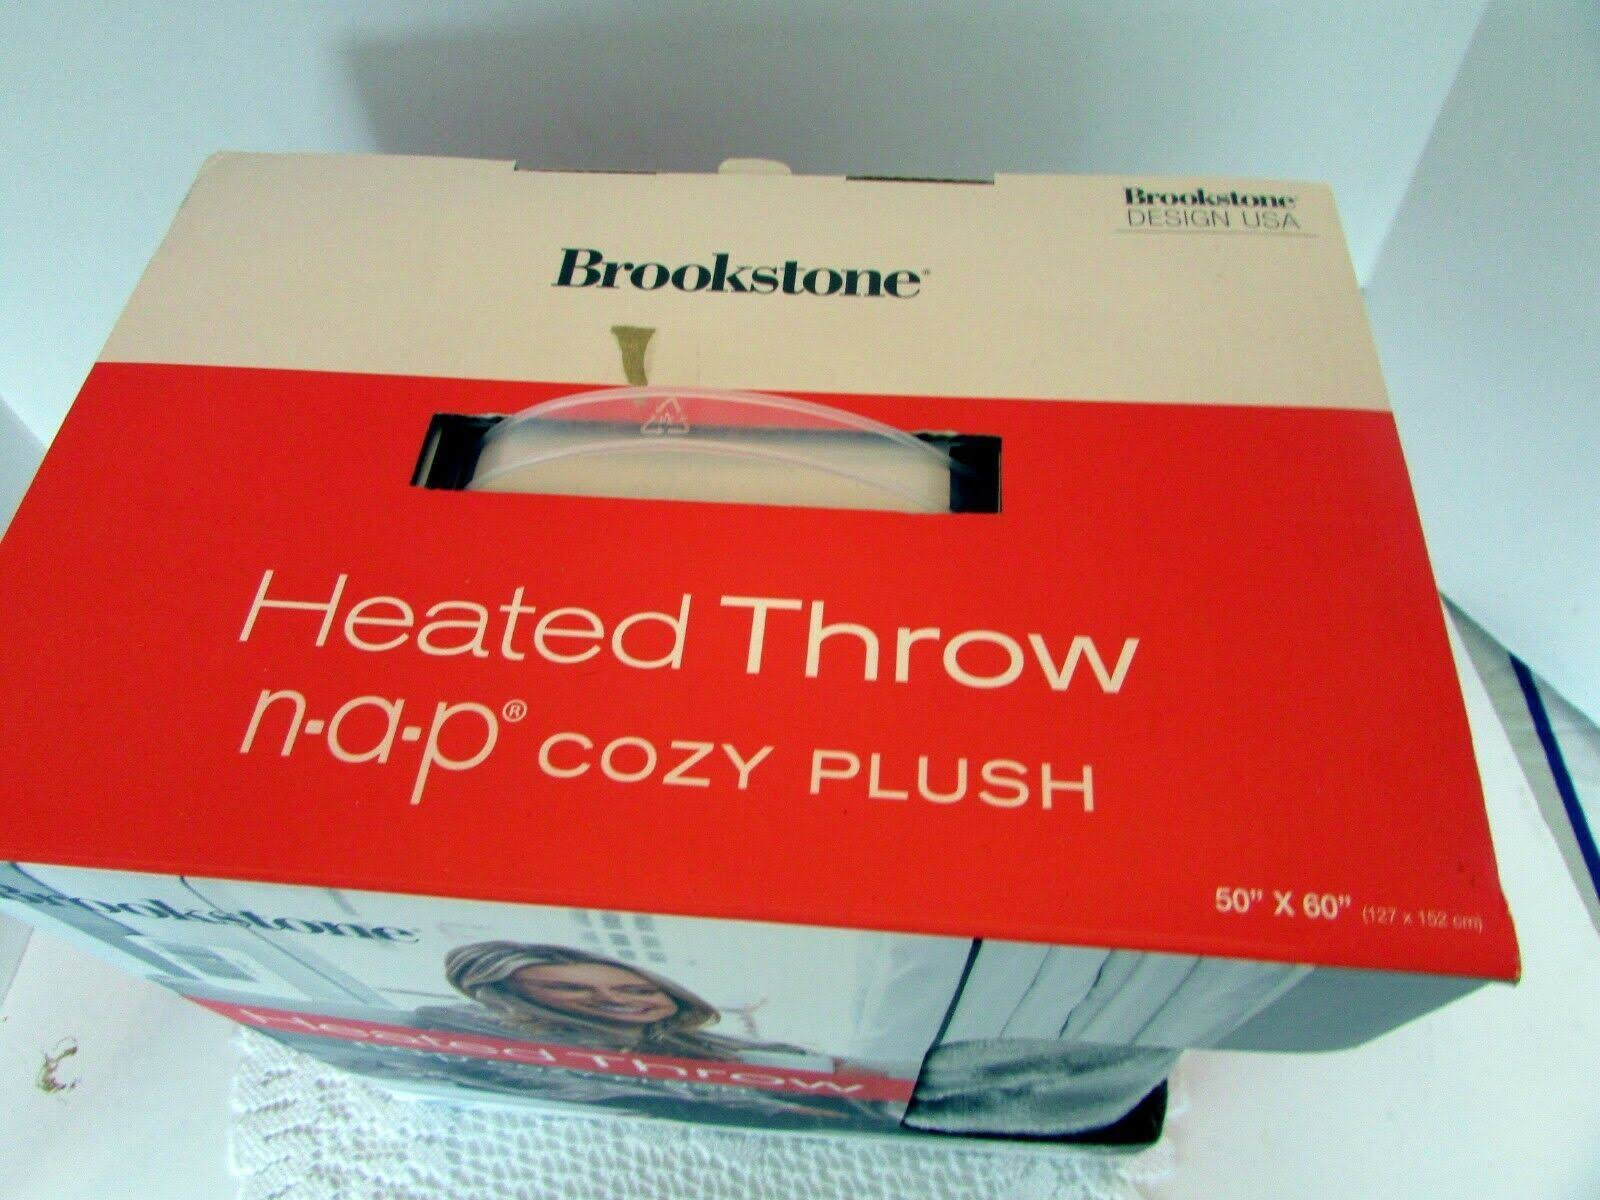 Brookstone
DESIGN USA
Brookstone®
Heated Throw
n·a·p® COZY PLUSH
50” X 60” (127 x 152 cm)
Brookstone®
Heated Throw